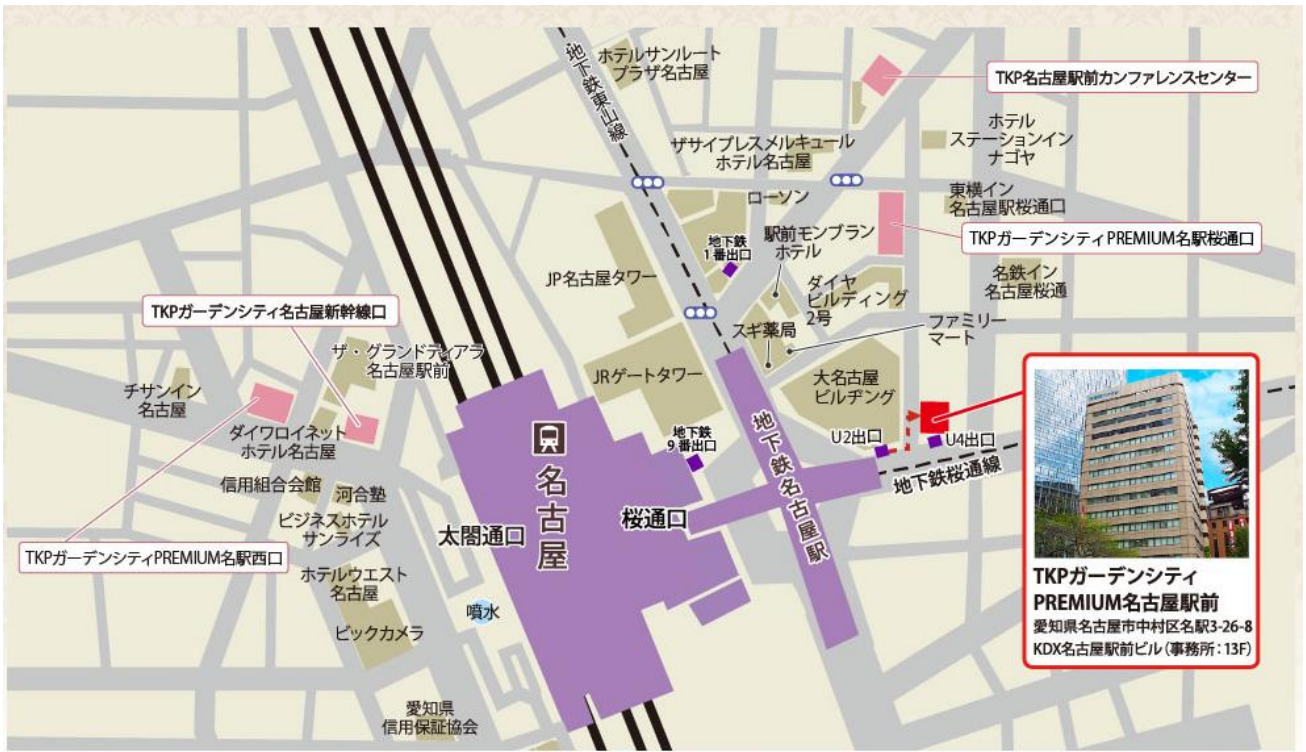 ホテルサンルート
プラザ名古屋
地下鉄東山線
TKP名古屋駅前カンファレンスセンター
ホテル
ステーションイン
ナゴヤ
ザサイプレスメルキュール
ホテル名古屋
ローソン
東横イン
名古屋駅桜通口
TKPガーデンシティPREMIUM名駅桜通口
地下鉄
1番出口
駅前モンブラン
ホテル
JP名古屋タワー
ダイヤ
ビルディング
2号
名鉄イン
名古屋桜通
TKPガーデンシティ名古屋新幹線口
スギ薬局
ファミリー
マート
ザ・グランドティアラ
名古屋駅前
JRゲートタワー
大名古屋
ビルヂング
チサンイン
名古屋
ダイワロイネット
ホテル名古屋
地下鉄
9番出口
U2出口
U4出口
地下鉄名古屋駅
地下鉄桜通線
名古屋
信用組合会館
河合塾
桜通口
太閤通口
ビジネスホテル
サンライズ
TKPガーデンシティPREMIUM名駅西口
ホテルウエスト
名古屋
噴水
ビックカメラ
TKPガーデンシティ
PREMIUM名古屋駅前
愛知県名古屋市中村区名駅3-26-8
KDX名古屋駅前ビル(事務所:13F)
愛知県
信用保証協会